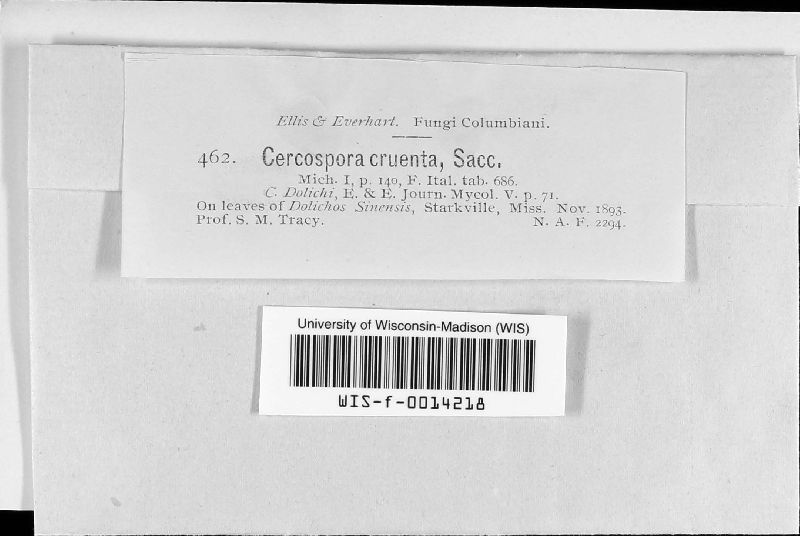 Ellis & Everhart. Fungi Columbiani.
462. Cercospora cruenta, Sacc.
Mich. I, p. 140, F. Ital. tab. 686.
C. Dolichi, E. & E. Journ. Mycol. V. p. 71.
On leaves of Dolichos Sinensis, Starkville, Miss. Nov. 1893.
Prof. S. M. Tracy. N. A. F. 2294.
University of Wisconsin-Madison (WIS)
WIS-f-0014218